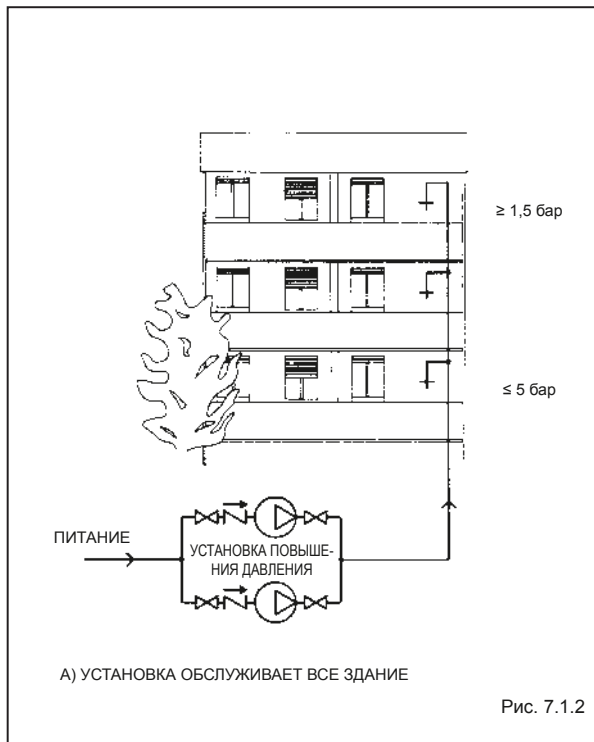 ≥ 1,5 бар
≤ 5 бар
ПИТАНИЕ
УСТАНОВКА ПОВЫШЕ-
НИЯ ДАВЛЕНИЯ
А) УСТАНОВКА ОБСЛУЖИВАЕТ ВСЕ ЗДАНИЕ
Рис. 7.1.2